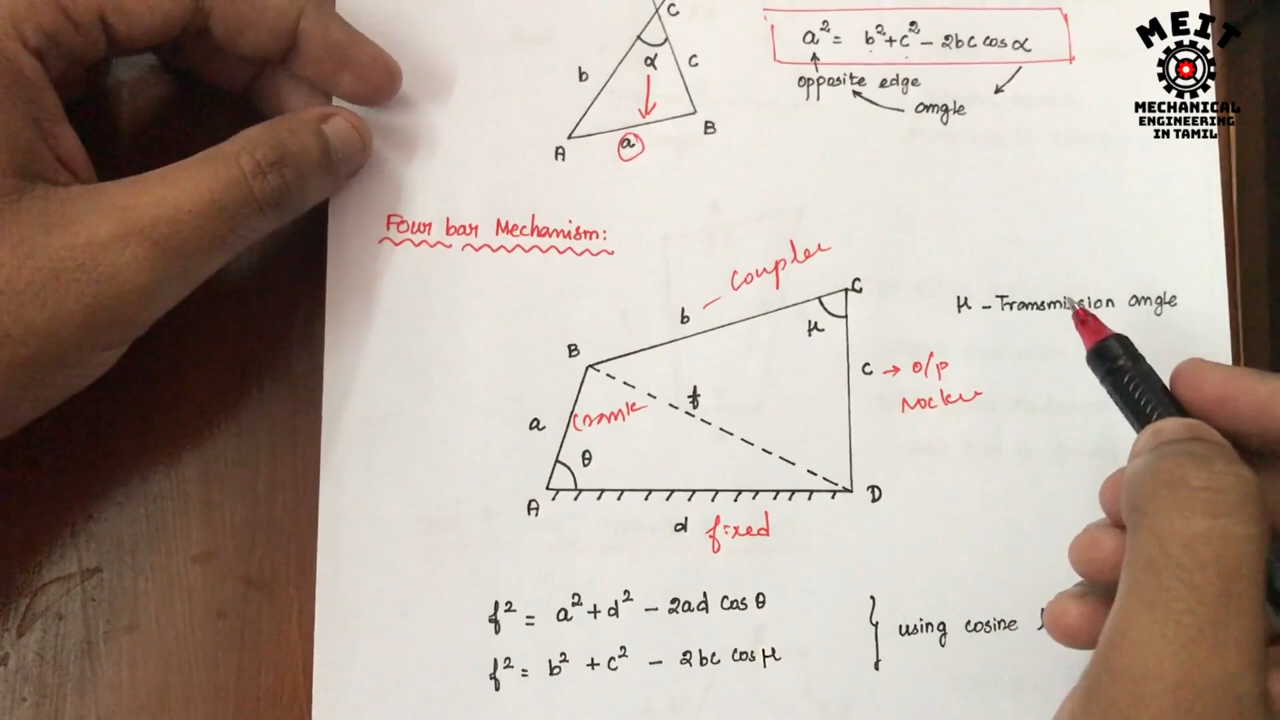 C
α
b
c
A
a
B
a² = b² + c² - 2bc cos α
opposite edge
angle
MEIT
MECHANICAL
ENGINEERING
IN TAMIL
Four bar Mechanism:
coupler
b
C
μ
μ - Transmission angle
B
c → o/p
rocker
f
a
crank
θ
A
D
d fixed
f² = a² + d² - 2ad cos θ
f² = b² + c² - 2bc cos μ
using cosine